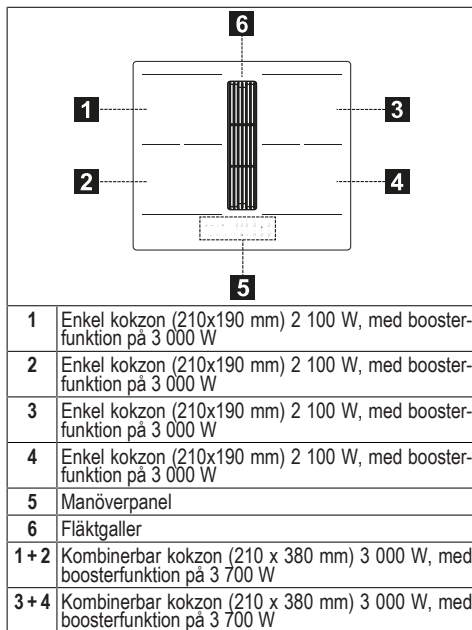 6
1
3
2
4
5
1 Enkel kokzon (210x190 mm) 2 100 W, med booster-
funktion på 3 000 W
2 Enkel kokzon (210x190 mm) 2 100 W, med booster-
funktion på 3 000 W
3 Enkel kokzon (210x190 mm) 2 100 W, med booster-
funktion på 3 000 W
4 Enkel kokzon (210x190 mm) 2 100 W, med booster-
funktion på 3 000 W
5 Manöverpanel
6 Fläktgaller
1 + 2 Kombinerbar kokzon (210 x 380 mm) 3 000 W, med
boosterfunktion på 3 700 W
3 + 4 Kombinerbar kokzon (210 x 380 mm) 3 000 W, med
boosterfunktion på 3 700 W